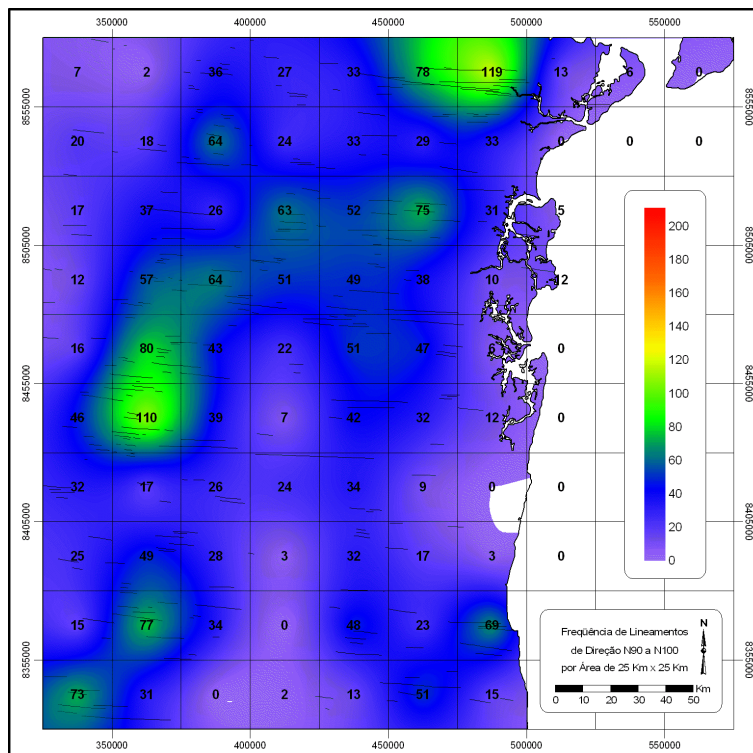 350000 400000 450000 500000 550000
7 2 36 27 33 78 119 13 6 0
8555000 8555000
20 18 64 24 33 29 33 0 0 0
17 37 26 63 52 75 31 5
8505000 8505000
12 57 64 51 49 38 10 12
16 80 43 22 51 47 6 0
8455000 8455000
46 110 39 7 42 32 12 0
32 17 26 24 34 9 0 0
8405000 8405000
25 49 28 3 32 17 3 0
15 77 34 0 48 23 69
8355000 8355000
73 31 0 2 13 51 15
350000 400000 450000 500000 550000
200
180
160
140
120
100
80
60
40
20
0
Freqüência de Lineamentos
de Direção N90 a N100
por Área de 25 Km x 25 Km
N
0 10 20 30 40 50 Km